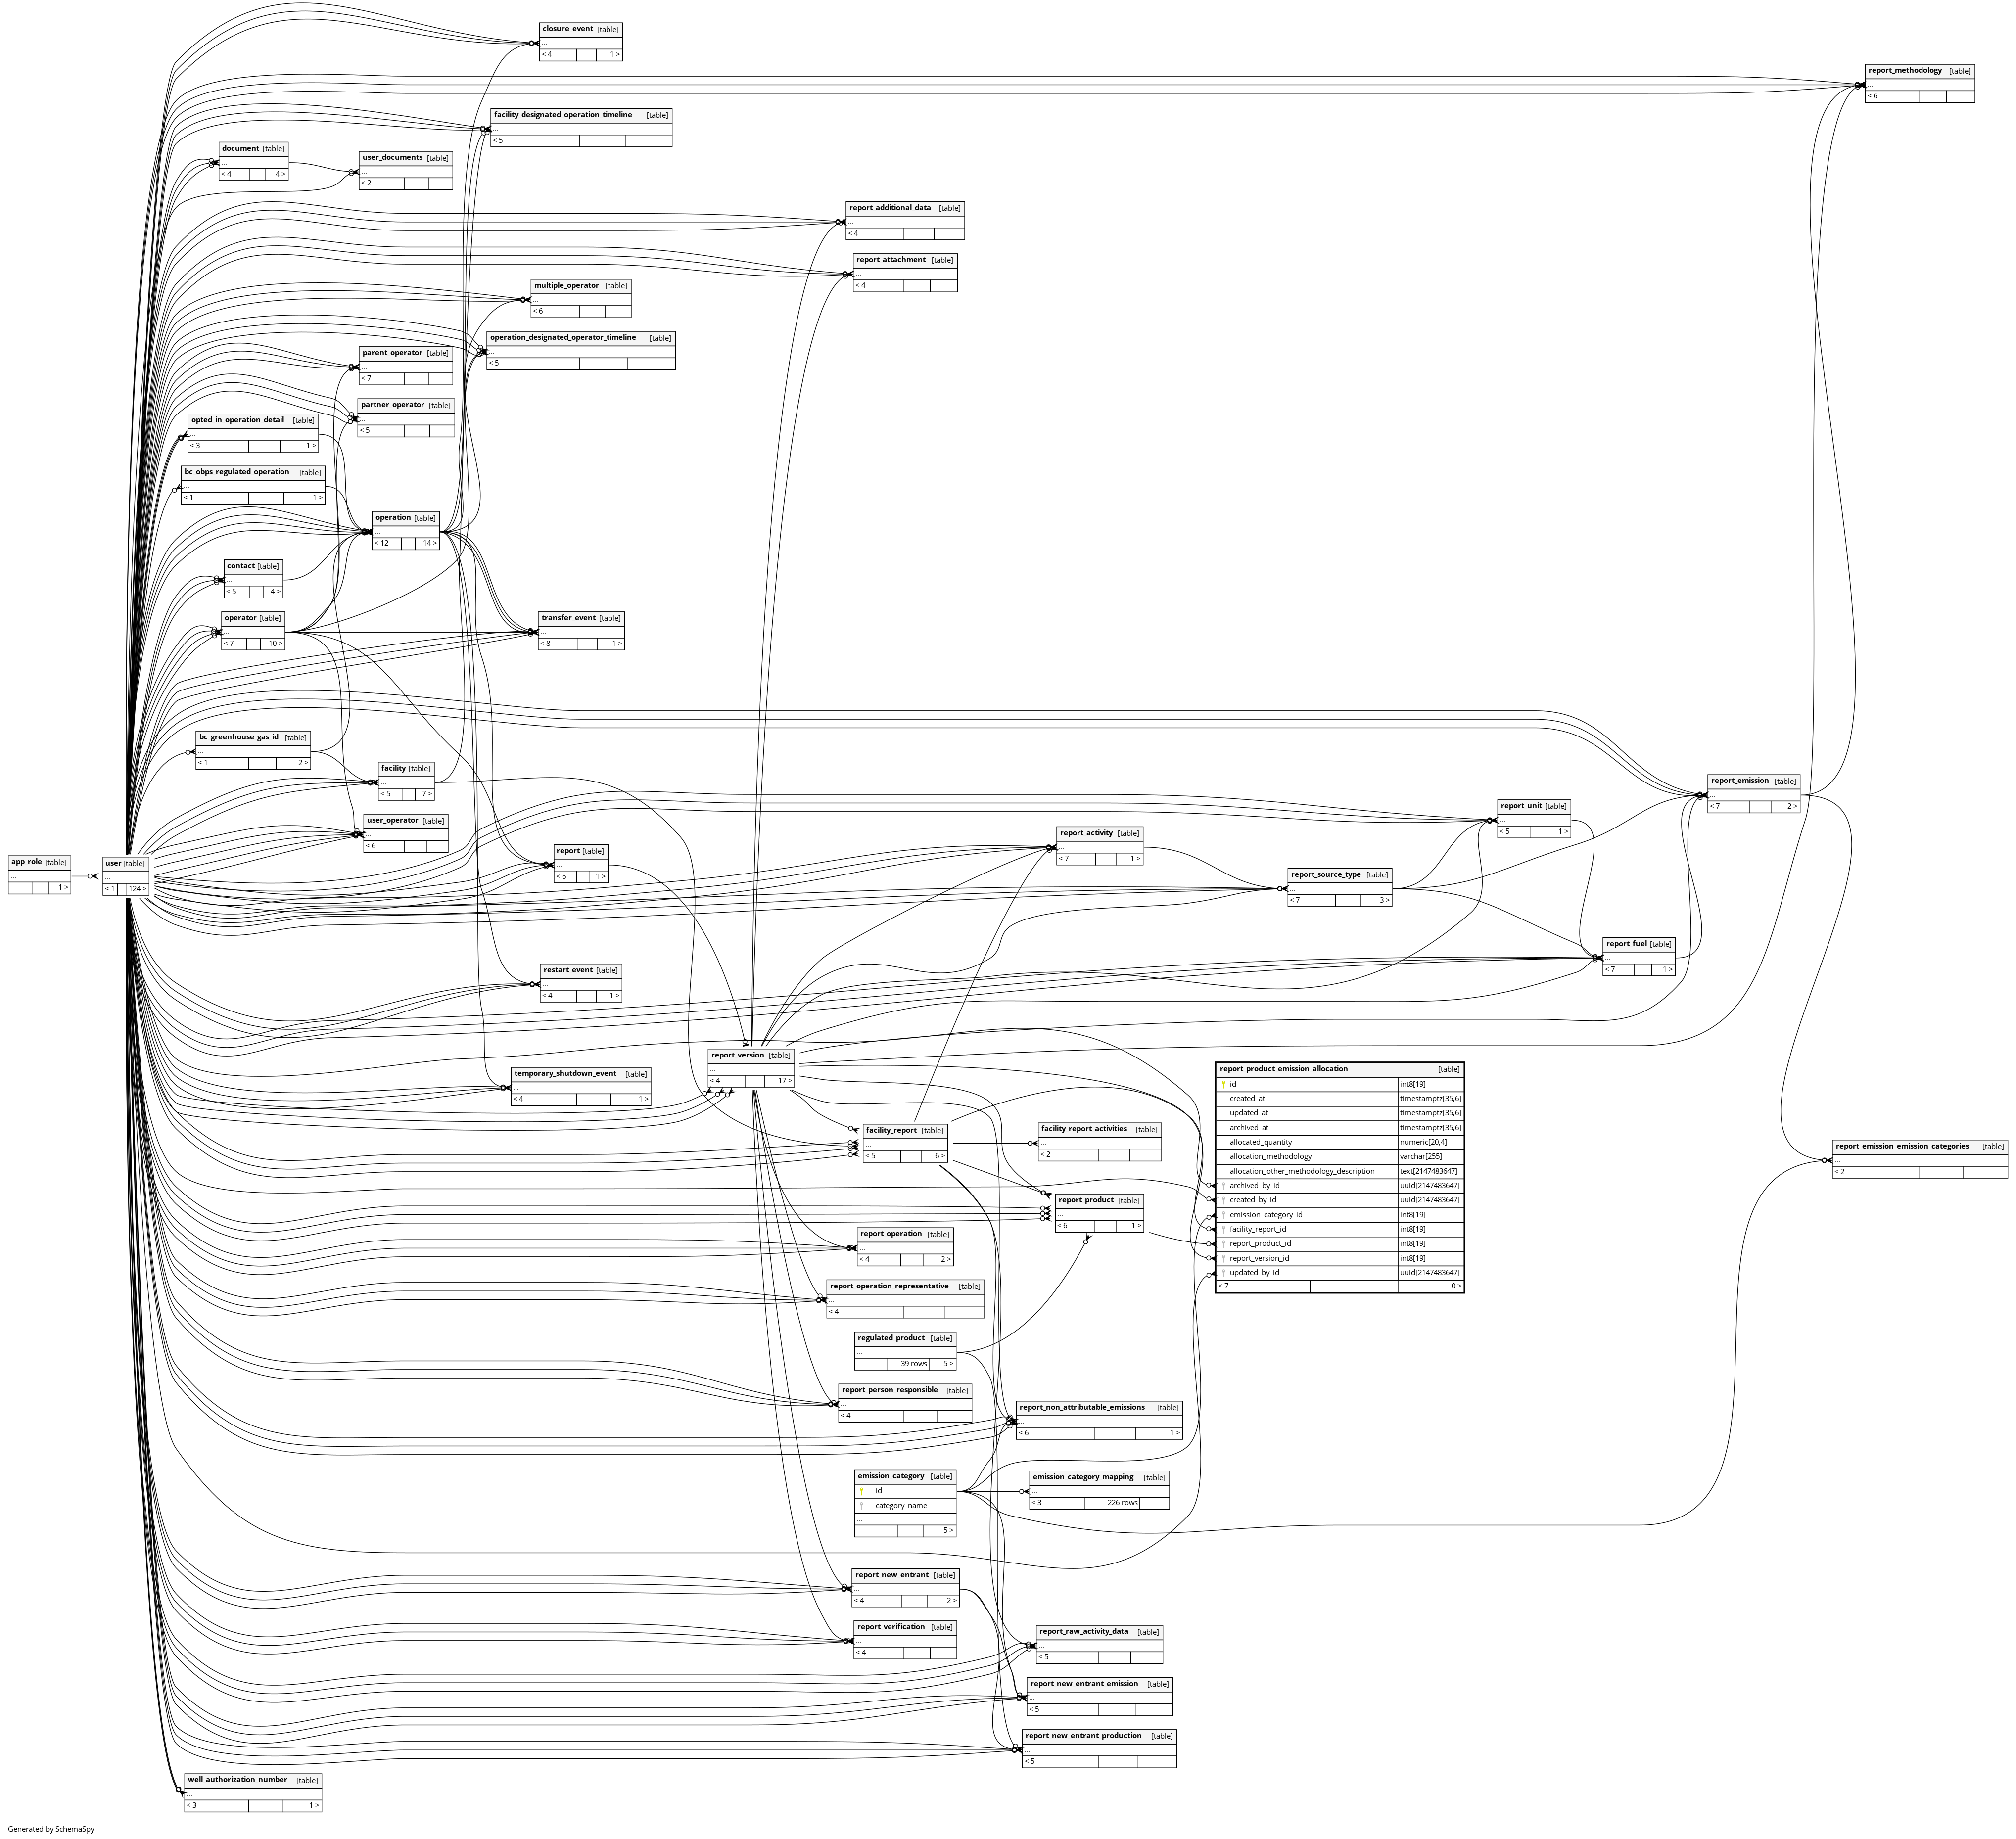 closure_event [table]
...
< 4 1 >
report_methodology [table]
...
< 6
facility_designated_operation_timeline [table]
...
< 5
document [table]
...
< 4 4 >
user_documents [table]
...
< 2
report_additional_data [table]
...
< 4
report_attachment [table]
...
< 4
multiple_operator [table]
...
< 6
operation_designated_operator_timeline [table]
...
< 5
parent_operator [table]
...
< 7
partner_operator [table]
...
< 5
opted_in_operation_detail [table]
...
< 3 1 >
bc_obps_regulated_operation [table]
...
< 1 1 >
operation [table]
...
< 12 14 >
contact [table]
...
< 5 4 >
operator [table]
...
< 7 10 >
transfer_event [table]
...
< 8 1 >
bc_greenhouse_gas_id [table]
...
< 1 2 >
facility [table]
...
< 5 7 >
report_emission [table]
...
< 7 2 >
user_operator [table]
...
< 6
report_unit [table]
...
< 5 1 >
report_activity [table]
...
< 7 1 >
app_role [table]
...
1 >
user [table]
...
< 1 124 >
report [table]
...
< 6 1 >
report_source_type [table]
...
< 7 3 >
report_fuel [table]
...
< 7 1 >
restart_event [table]
...
< 4 1 >
report_version [table]
...
< 4 17 >
temporary_shutdown_event [table]
...
< 4 1 >
report_product_emission_allocation [table]
id int8[19]
created_at timestamptz[35,6]
updated_at timestamptz[35,6]
archived_at timestamptz[35,6]
allocated_quantity numeric[20,4]
allocation_methodology varchar[255]
allocation_other_methodology_description text[2147483647]
archived_by_id uuid[2147483647]
created_by_id uuid[2147483647]
emission_category_id int8[19]
facility_report_id int8[19]
report_product_id int8[19]
report_version_id int8[19]
updated_by_id uuid[2147483647]
< 7 0 >
facility_report [table]
...
< 5 6 >
facility_report_activities [table]
...
< 2
report_emission_emission_categories [table]
...
< 2
report_product [table]
...
< 6 1 >
report_operation [table]
...
< 4 2 >
report_operation_representative [table]
...
< 4
regulated_product [table]
...
39 rows 5 >
report_person_responsible [table]
...
< 4
report_non_attributable_emissions [table]
...
< 6 1 >
emission_category [table]
id
category_name
...
5 >
emission_category_mapping [table]
...
< 3 226 rows
report_new_entrant [table]
...
< 4 2 >
report_verification [table]
...
< 4
report_raw_activity_data [table]
...
< 5
report_new_entrant_emission [table]
...
< 5
report_new_entrant_production [table]
...
< 5
well_authorization_number [table]
...
< 3 1 >
Generated by SchemaSpy